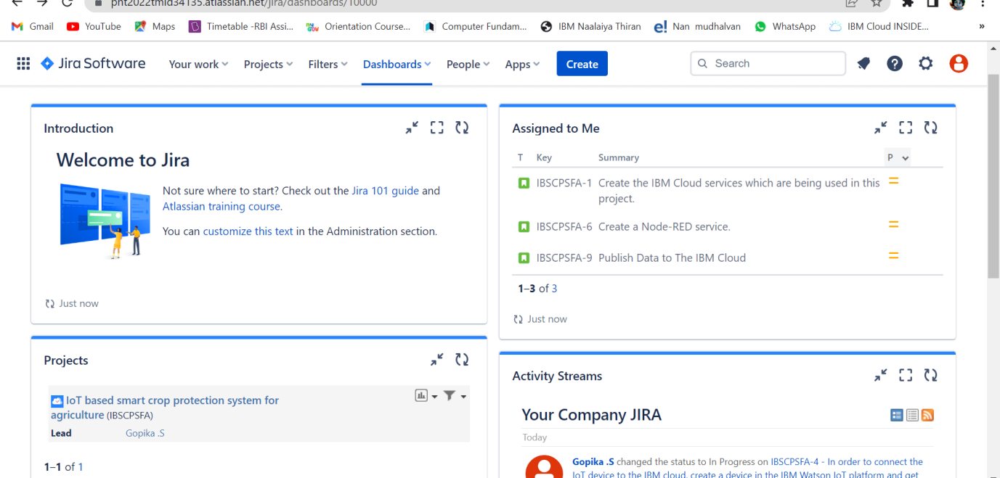 pnt2022tmid34135.atlassian.net/jira/dashboards/10000
Gmail YouTube Maps Timetable -RBI Assi... Orientation Course... Computer Fundam... IBM Naalaiya Thiran Nan mudhalvan WhatsApp IBM Cloud INSIDE... »
Jira Software Your work Projects Filters Dashboards People Apps Create Search
Introduction
Welcome to Jira
Not sure where to start? Check out the Jira 101 guide and
Atlassian training course.
You can customize this text in the Administration section.
Just now
Assigned to Me
T Key Summary P
IBSCPSFA-1 Create the IBM Cloud services which are being used in this
project.
IBSCPSFA-6 Create a Node-RED service.
IBSCPSFA-9 Publish Data to The IBM Cloud
1–3 of 3
Just now
Projects
IoT based smart crop protection system for
agriculture (IBSCPSFA)
Lead Gopika .S
1–1 of 1
Activity Streams
Your Company JIRA
Today
Gopika .S changed the status to In Progress on IBSCPSFA-4 - In order to connect the
IoT device to the IBM cloud, create a device in the IBM Watson IoT platform and get